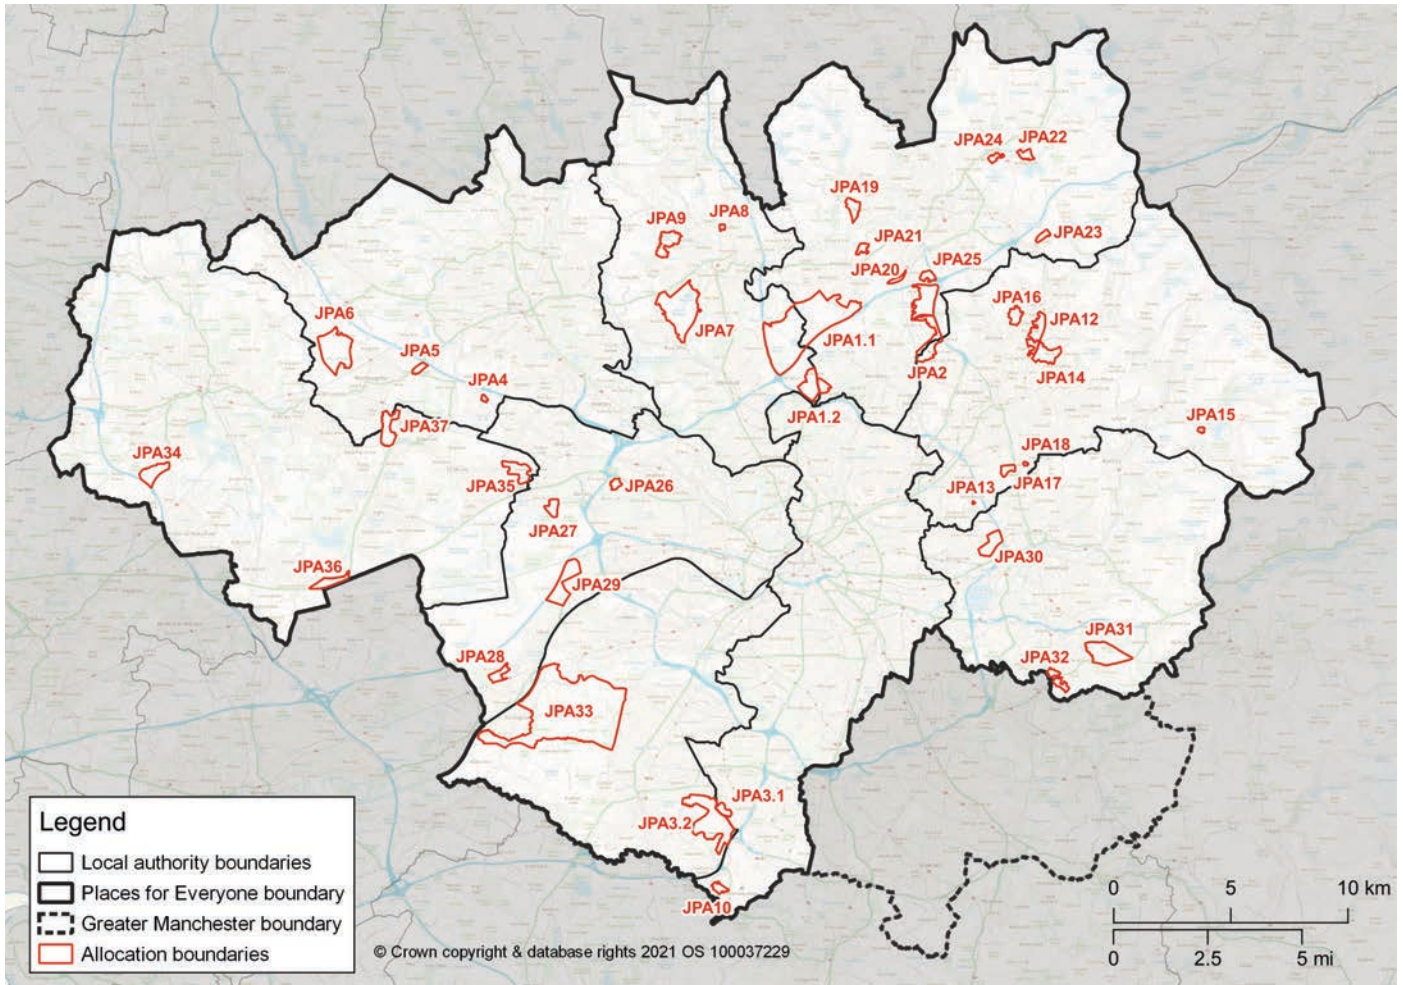 JPA24
JPA22
JPA19
JPA9
JPA8
JPA21
JPA23
JPA20
JPA25
JPA16
JPA12
JPA6
JPA7
JPA1.1
JPA5
JPA2
JPA14
JPA4
JPA1.2
JPA15
JPA37
JPA34
JPA18
JPA35
JPA26
JPA13
JPA17
JPA27
JPA30
JPA36
JPA29
JPA31
JPA28
JPA32
JPA33
JPA3.1
JPA3.2
JPA10
Legend
Local authority boundaries
Places for Everyone boundary
Greater Manchester boundary
Allocation boundaries
© Crown copyright & database rights 2021 OS 100037229
0 5 10 km
0 2.5 5 mi